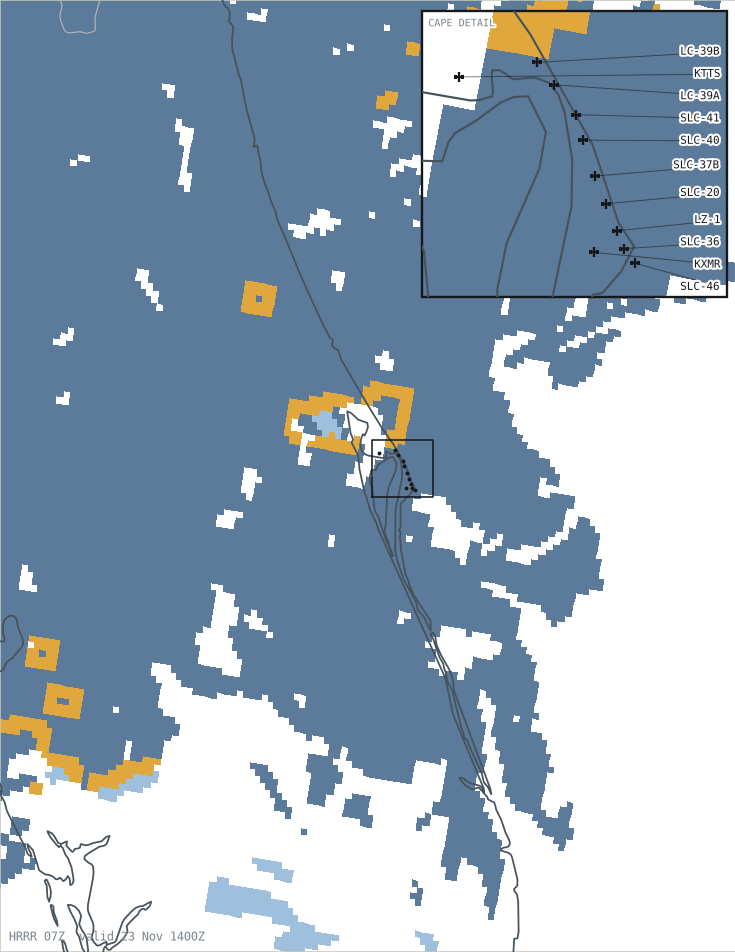 CAPE DETAIL
LC-39B
KTTS
LC-39A
SLC-41
SLC-40
SLC-37B
SLC-20
LZ-1
SLC-36
KXMR
SLC-46
HRRR 07Z valid 23 Nov 1400Z